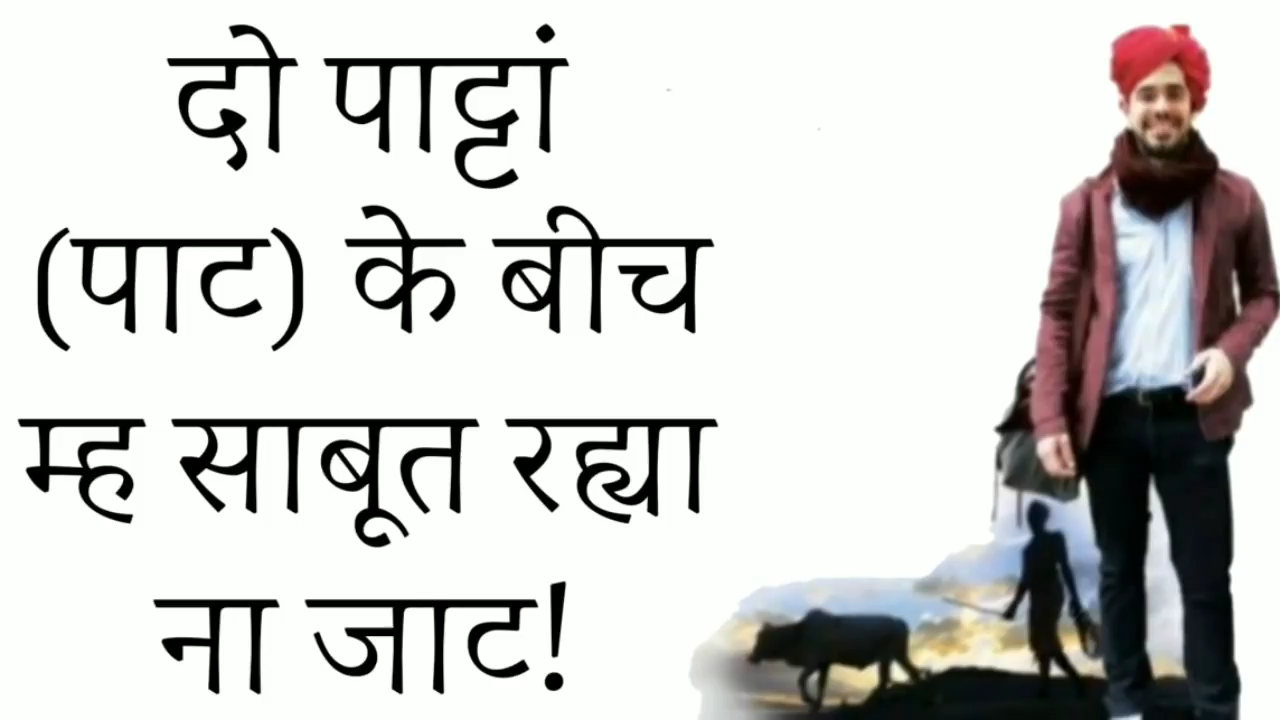 दो पाट्टां
(पाट) के बीच
म्ह साबूत रह्या
ना जाट!